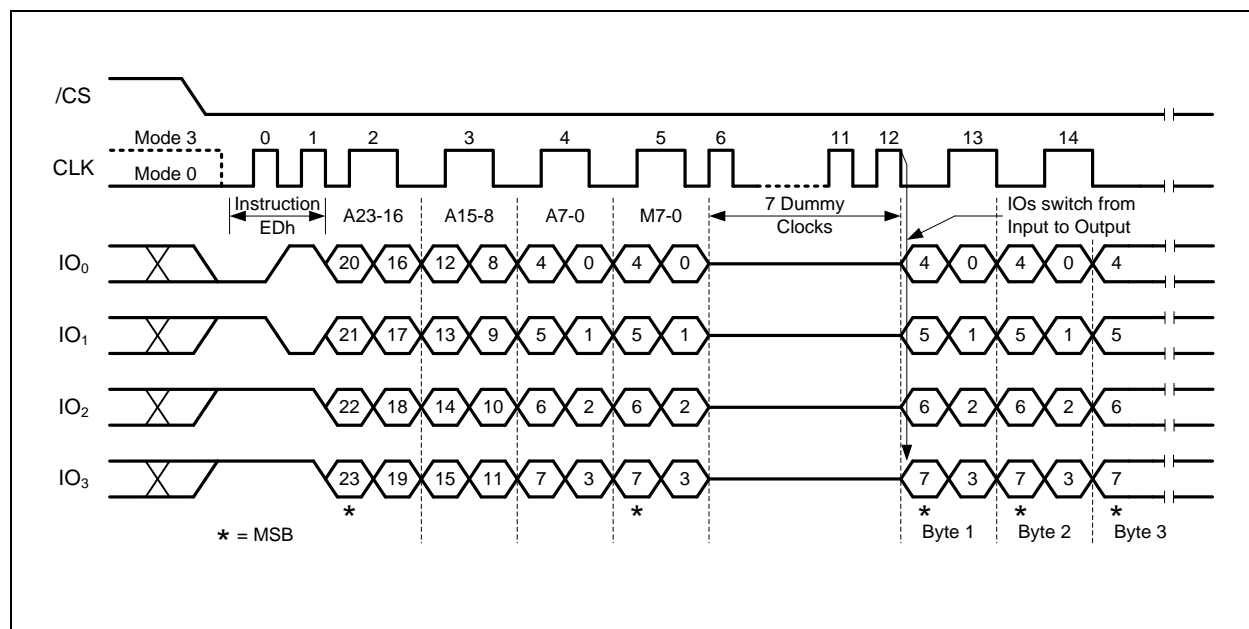 /CS
Mode 3
0 1 2 3 4 5 6 11 12 13 14
CLK
Mode 0
Instruction EDh
A23-16 A15-8 A7-0 M7-0
7 Dummy Clocks
IOs switch from Input to Output
IO0 20 16 12 8 4 0 4 0 4 0 4 0 4
IO1 21 17 13 9 5 1 5 1 5 1 5 1 5
IO2 22 18 14 10 6 2 6 2 6 2 6 2 6
IO3 23 19 15 11 7 3 7 3 7 3 7 3 7
* * * * *
* = MSB
Byte 1 Byte 2 Byte 3